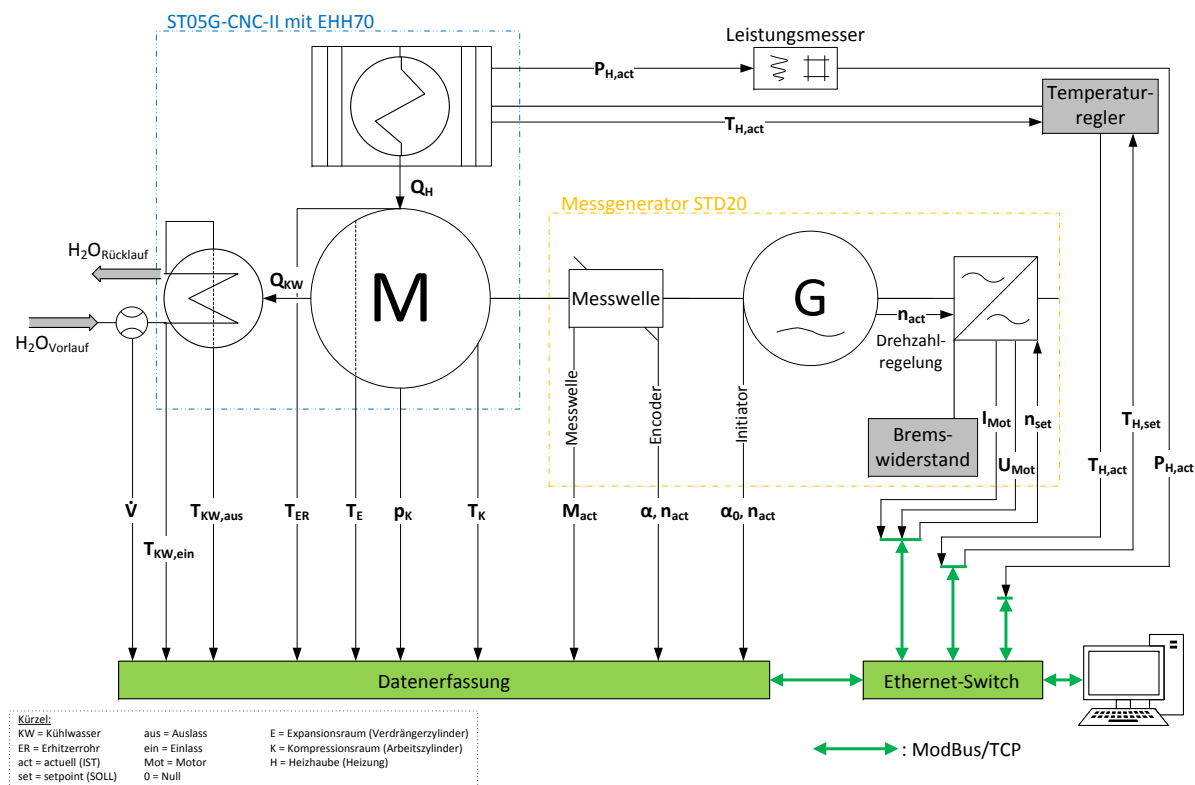 ST05G-CNC-II mit EHH70
Leistungsmesser
P_H,act
Temperatur-
regler
T_H,act
Q_H
Messgenerator STD20
H₂O_Rücklauf
Q_KW
M
Messwelle
G
n_act
Drehzahl-
regelung
H₂O_Vorlauf
Messwelle
Encoder
Initiator
Brems-
widerstand
I_Mot
n_set
U_Mot
T_H,set
T_H,act
P_H,act
V̇
T_KW,aus
T_ER
T_E
p_K
T_K
M_act
α, n_act
α₀, n_act
T_KW,ein
Datenerfassung
Ethernet-Switch
Kürzel:
KW = Kühlwasser aus = Auslass E = Expansionsraum (Verdrängerzylinder)
ER = Erhitzerrohr ein = Einlass K = Kompressionsraum (Arbeitszylinder)
act = actuell (IST) Mot = Motor H = Heizhaube (Heizung)
set = setpoint (SOLL) 0 = Null
: ModBus/TCP